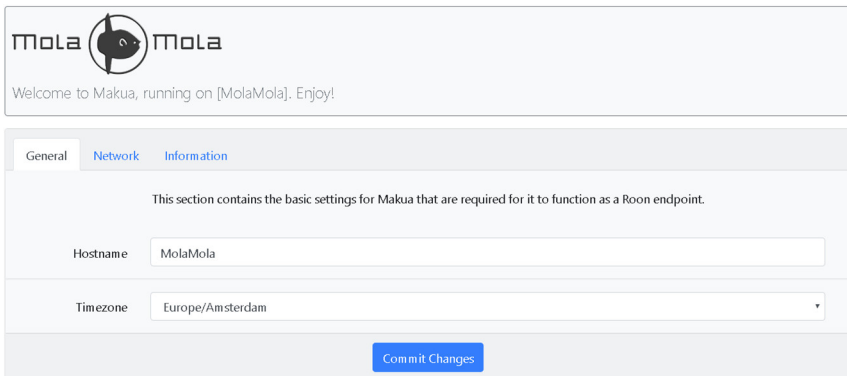 mola mola
Welcome to Makua, running on [MolaMola]. Enjoy!
General Network Information
This section contains the basic settings for Makua that are required for it to function as a Roon endpoint.
Hostname MolaMola
Timezone Europe/Amsterdam
Commit Changes